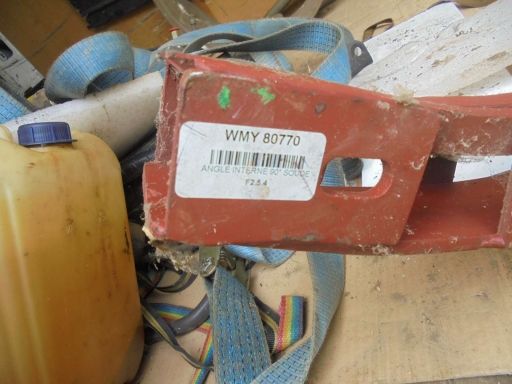 WMY 80770
ANGLE INTERNE 90° SOUDE
F2.5.4